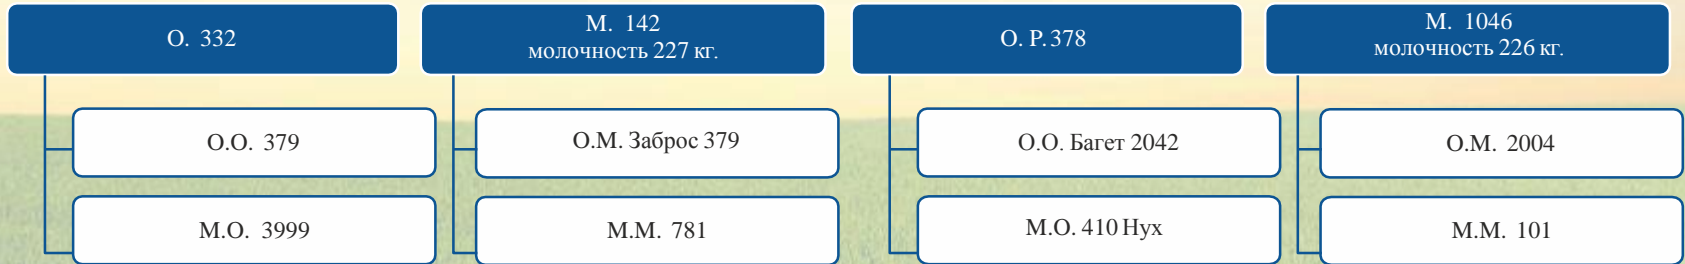 О. 332
М. 142
молочность 227 кг.
О. Р. 378
М. 1046
молочность 226 кг.
О.О. 379
О.М. Заброс 379
О.О. Багет 2042
О.М. 2004
М.О. 3999
М.М. 781
М.О. 410 Нух
М.М. 101